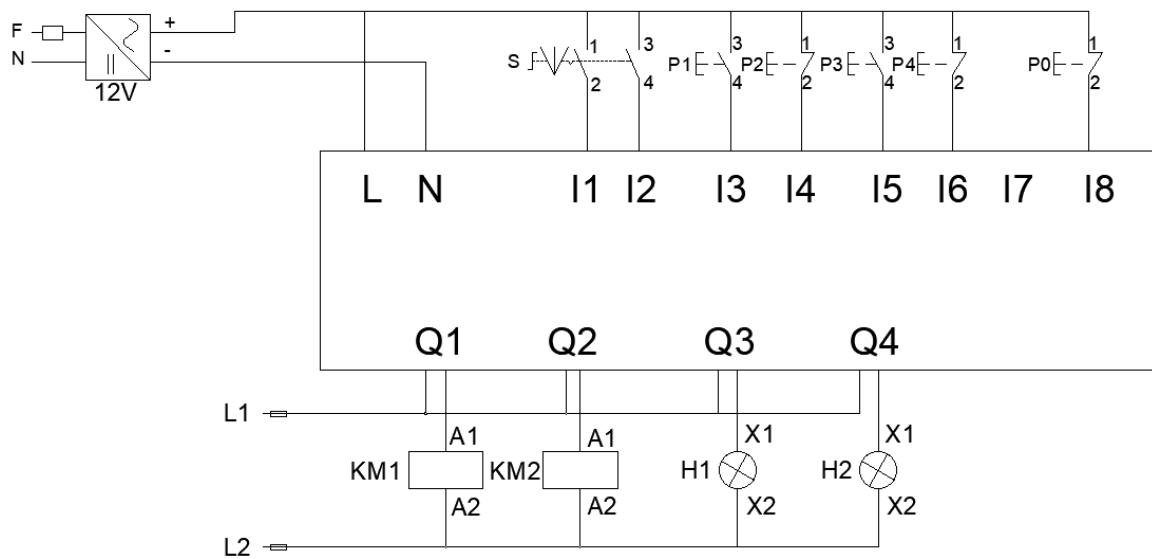 F + -
N
12V
S 1 2 3 4 P1 3 4 P2 1 2 P3 3 4 P4 1 2 P0 1 2
L N I1 I2 I3 I4 I5 I6 I7 I8
Q1 Q2 Q3 Q4
L1
A1 A1 X1 X1
KM1 KM2 H1 H2
A2 A2 X2 X2
L2